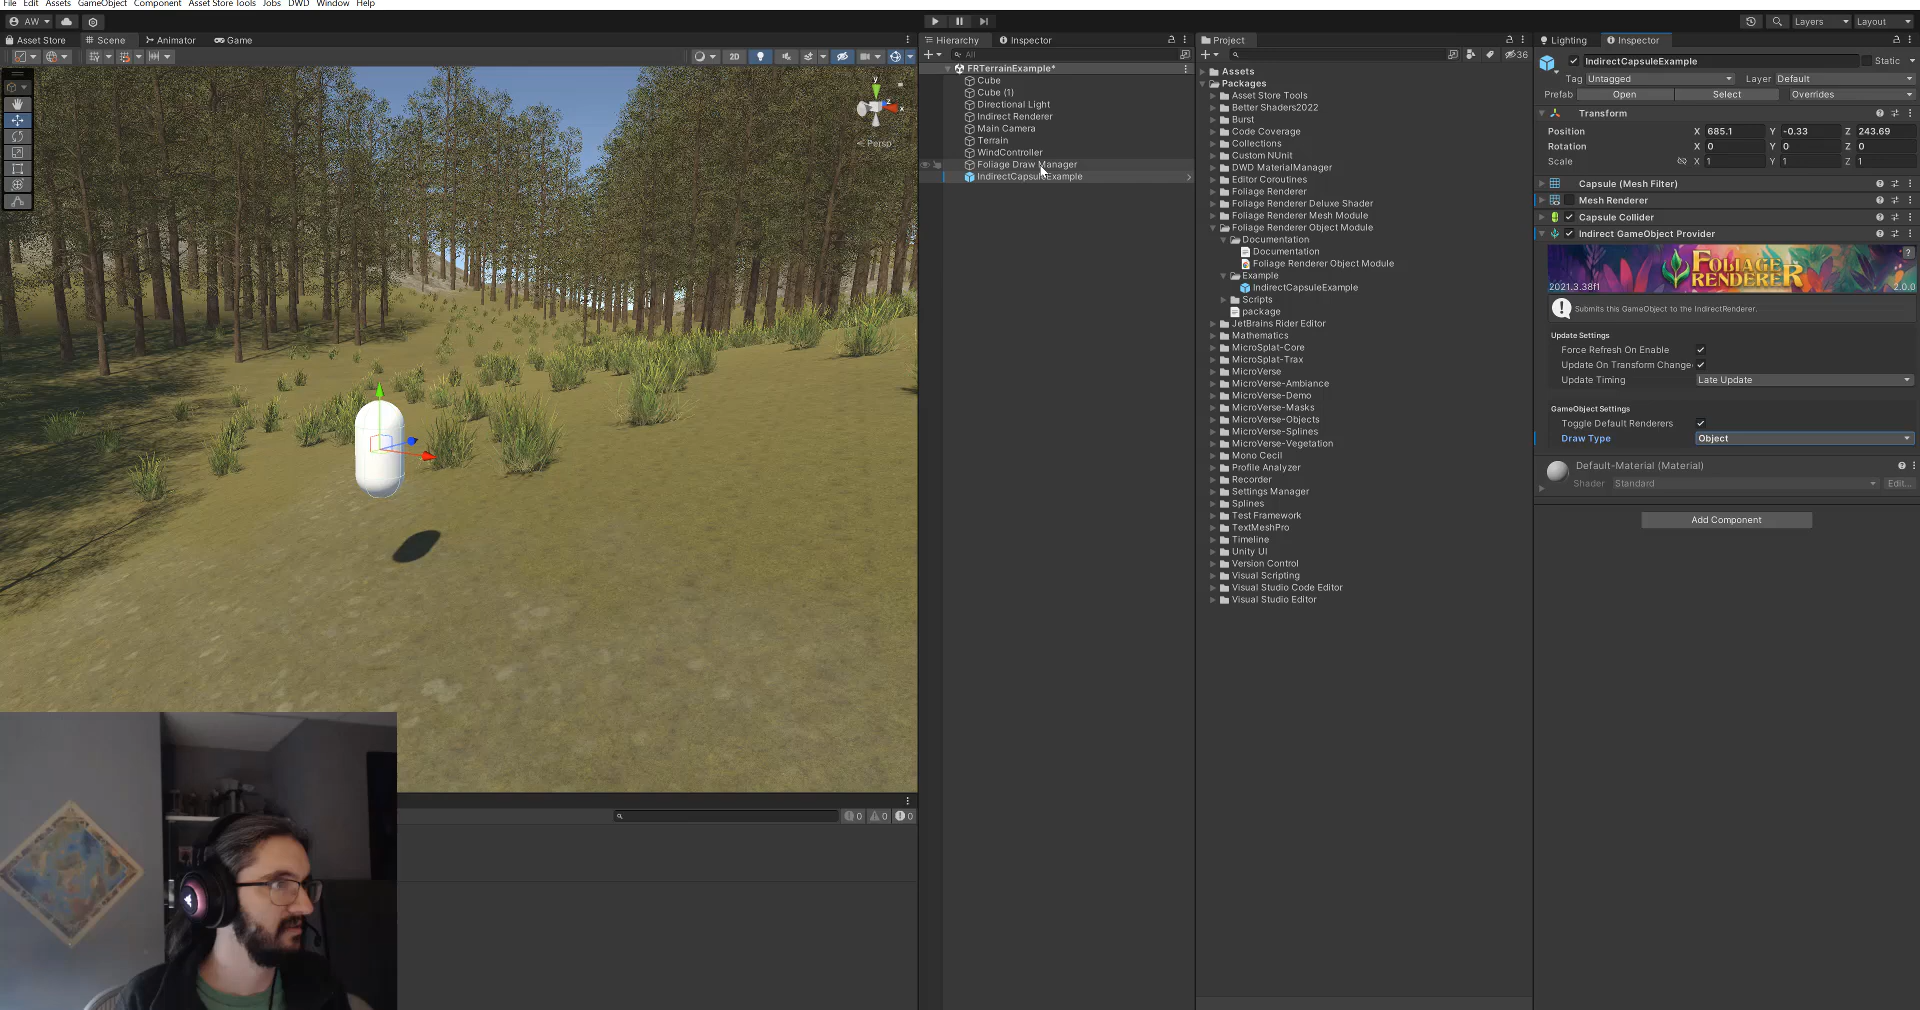 File Edit Assets GameObject Component Asset Store Tools Jobs DWD Window Help
AW Layers Layout
Asset Store Scene Animator Game
2D
y
z
x
Persp
Hierarchy Inspector
All
FRTerrainExample*
Cube
Cube (1)
Directional Light
Indirect Renderer
Main Camera
Terrain
WindController
Foliage Draw Manager
IndirectCapsuleExample
0 0 0
Project
36
Assets
Packages
Asset Store Tools
Better Shaders2022
Burst
Code Coverage
Collections
Custom NUnit
DWD MaterialManager
Editor Coroutines
Foliage Renderer
Foliage Renderer Deluxe Shader
Foliage Renderer Mesh Module
Foliage Renderer Object Module
Documentation
Documentation
Foliage Renderer Object Module
Example
IndirectCapsuleExample
Scripts
package
JetBrains Rider Editor
Mathematics
MicroSplat-Core
MicroSplat-Trax
MicroVerse
MicroVerse-Ambiance
MicroVerse-Demo
MicroVerse-Masks
MicroVerse-Objects
MicroVerse-Splines
MicroVerse-Vegetation
Mono Cecil
Profile Analyzer
Recorder
Settings Manager
Splines
Test Framework
TextMeshPro
Timeline
Unity UI
Version Control
Visual Scripting
Visual Studio Code Editor
Visual Studio Editor
Lighting Inspector
IndirectCapsuleExample Static
Tag Untagged Layer Default
Prefab Open Select Overrides
Transform
Position X 685.1 Y -0.33 Z 243.69
Rotation X 0 Y 0 Z 0
Scale X 1 Y 1 Z 1
Capsule (Mesh Filter)
Mesh Renderer
Capsule Collider
Indirect GameObject Provider
FOLIAGE
RENDERER
2021.3.38f1 2.0.0
Submits this GameObject to the IndirectRenderer.
Update Settings
Force Refresh On Enable
Update On Transform Change
Update Timing Late Update
GameObject Settings
Toggle Default Renderers
Draw Type Object
Default-Material (Material)
Shader Standard Edit...
Add Component